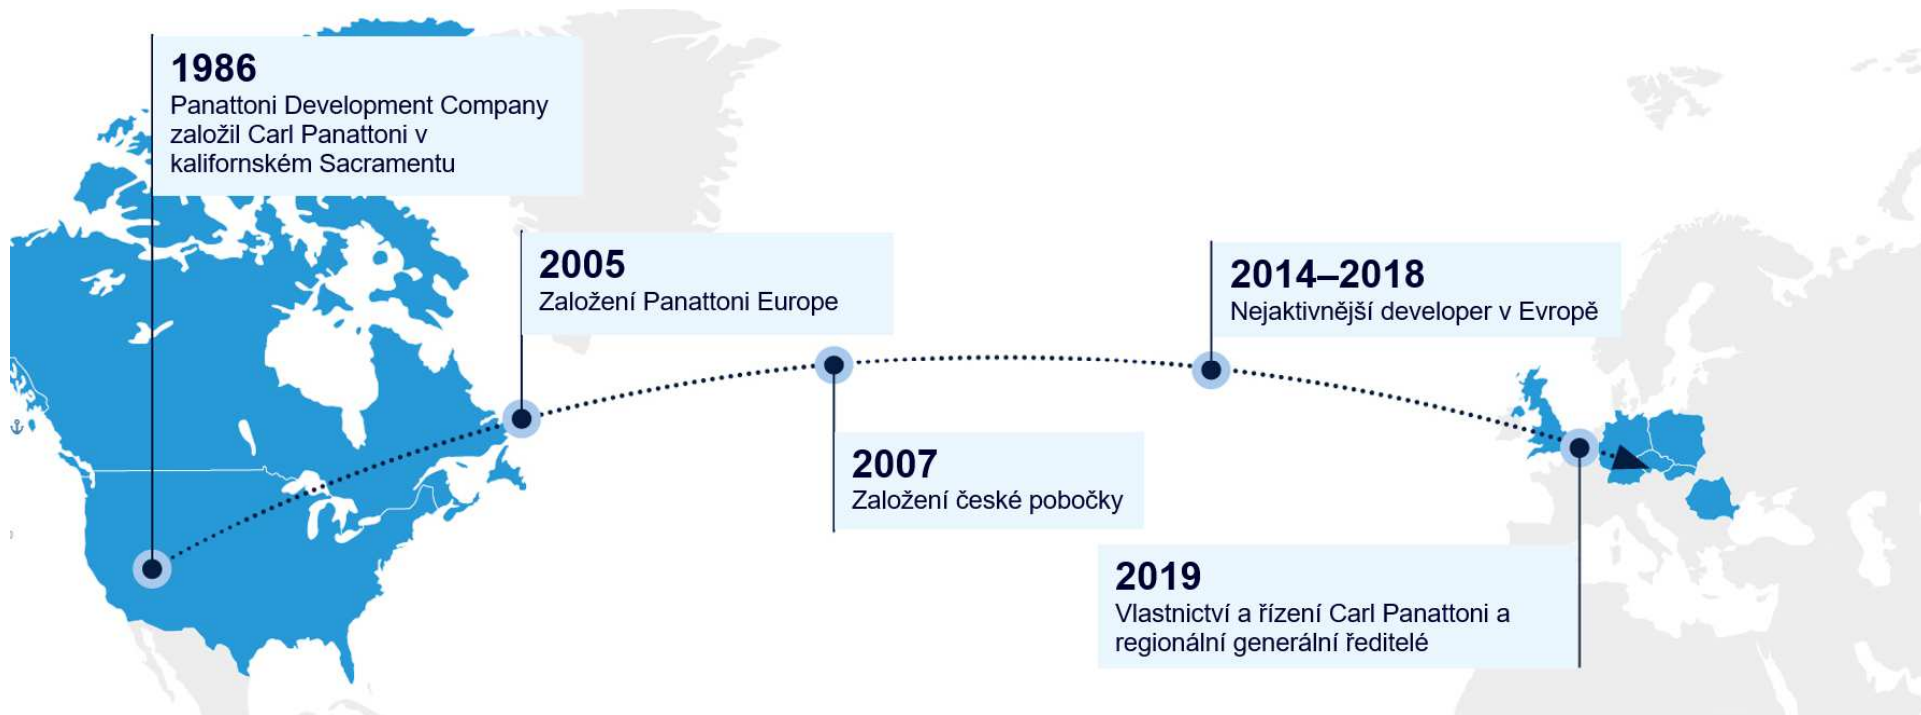 1986
Panattoni Development Company
založil Carl Panattoni v
kalifornském Sacramentu
2005
Založení Panattoni Europe
2007
Založení české pobočky
2014–2018
Nejaktivnější developer v Evropě
2019
Vlastnictví a řízení Carl Panattoni a
regionální generální ředitelé